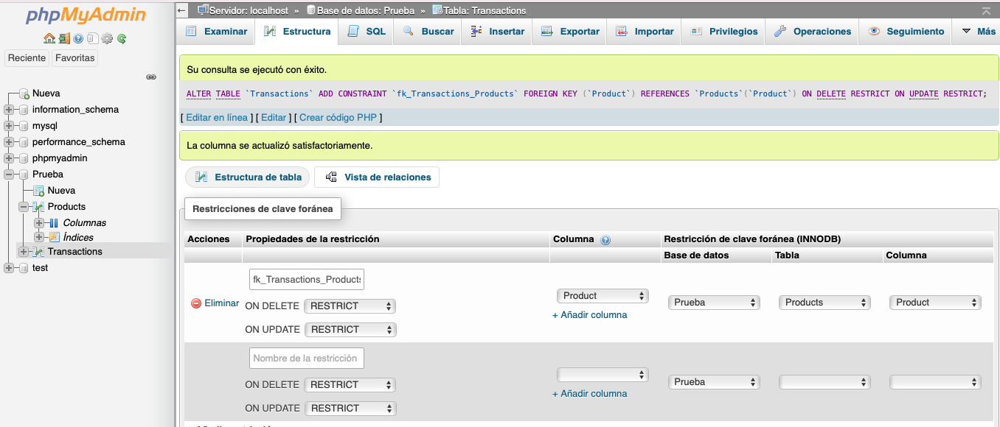 phpMyAdmin
Reciente Favoritas
Nueva
information_schema
mysql
performance_schema
phpmyadmin
Prueba
Nueva
Products
Columnas
Índices
Transactions
test
Servidor: localhost » Base de datos: Prueba » Tabla: Transactions
Examinar Estructura SQL Buscar Insertar Exportar Importar Privilegios Operaciones Seguimiento Más
Su consulta se ejecutó con éxito.
ALTER TABLE `Transactions` ADD CONSTRAINT `fk_Transactions_Products` FOREIGN KEY (`Product`) REFERENCES `Products`(`Product`) ON DELETE RESTRICT ON UPDATE RESTRICT;
[ Editar en línea ] [ Editar ] [ Crear código PHP ]
La columna se actualizó satisfactoriamente.
Estructura de tabla Vista de relaciones
Restricciones de clave foránea
Acciones Propiedades de la restricción Columna Restricción de clave foránea (INNODB)
Base de datos Tabla Columna
fk_Transactions_Products
Eliminar ON DELETE RESTRICT Product Prueba Products Product
+ Añadir columna
ON UPDATE RESTRICT
Nombre de la restricción
ON DELETE RESTRICT Prueba
+ Añadir columna
ON UPDATE RESTRICT